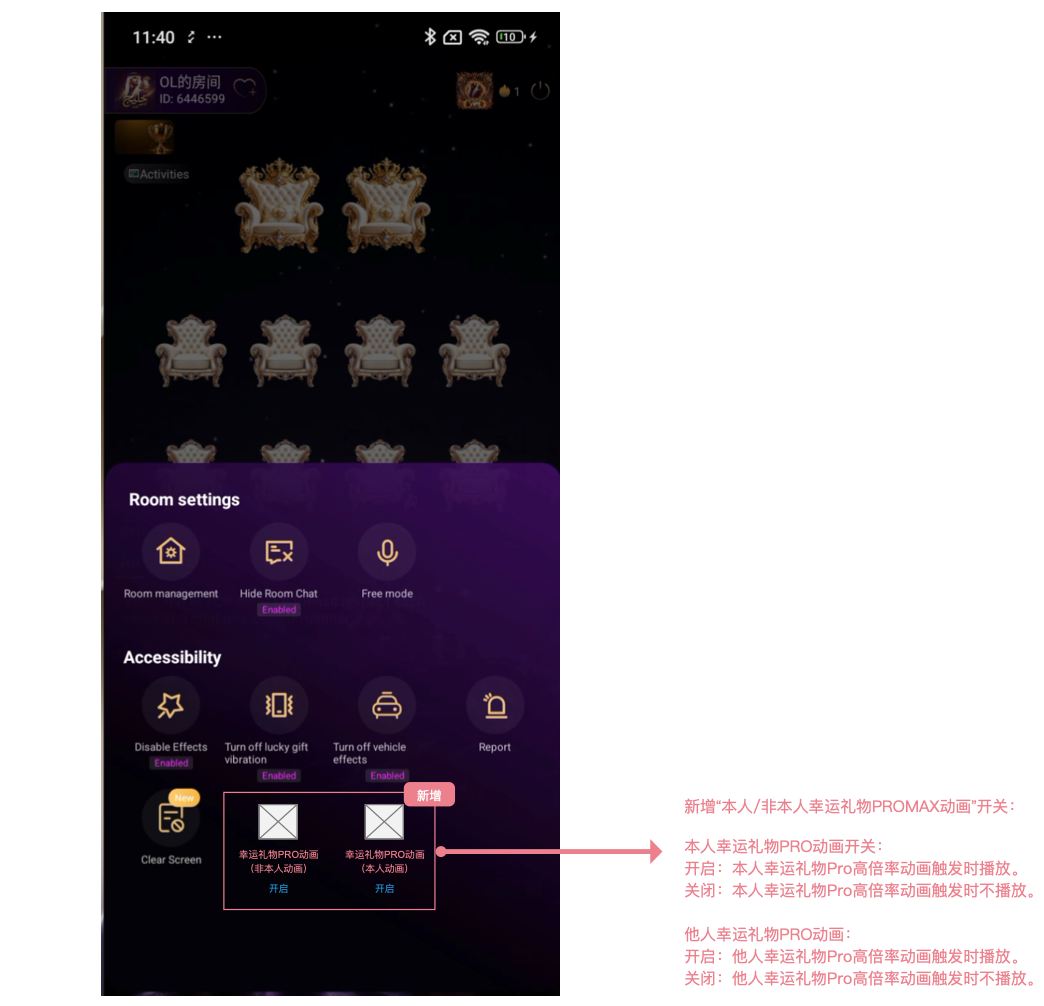 11:40
10
OL的房间
ID: 6446599
1
Activities
Room settings
Room management
Hide Room Chat
Enabled
Free mode
Accessibility
Disable Effects
Enabled
Turn off lucky gift
vibration
Enabled
Turn off vehicle
effects
Enabled
Report
New
Clear Screen
新增
幸运礼物PRO动画
(非本人动画)
开启
幸运礼物PRO动画
(本人动画)
开启
新增“本人/非本人幸运礼物PROMAX动画”开关：
本人幸运礼物PRO动画开关：
开启：本人幸运礼物Pro高倍率动画触发时播放。
关闭：本人幸运礼物Pro高倍率动画触发时不播放。
他人幸运礼物PRO动画：
开启：他人幸运礼物Pro高倍率动画触发时播放。
关闭：他人幸运礼物Pro高倍率动画触发时不播放。